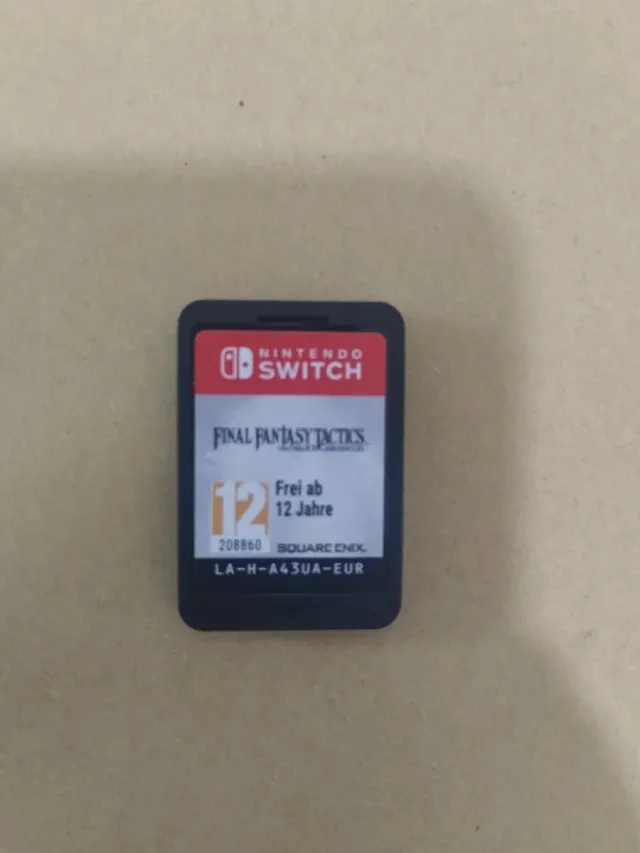 NINTENDO
SWITCH
FINAL FANTASY TACTICS
12
Frei ab
12 Jahre
208860
SQUARE ENIX
LA-H-A43UA-EUR